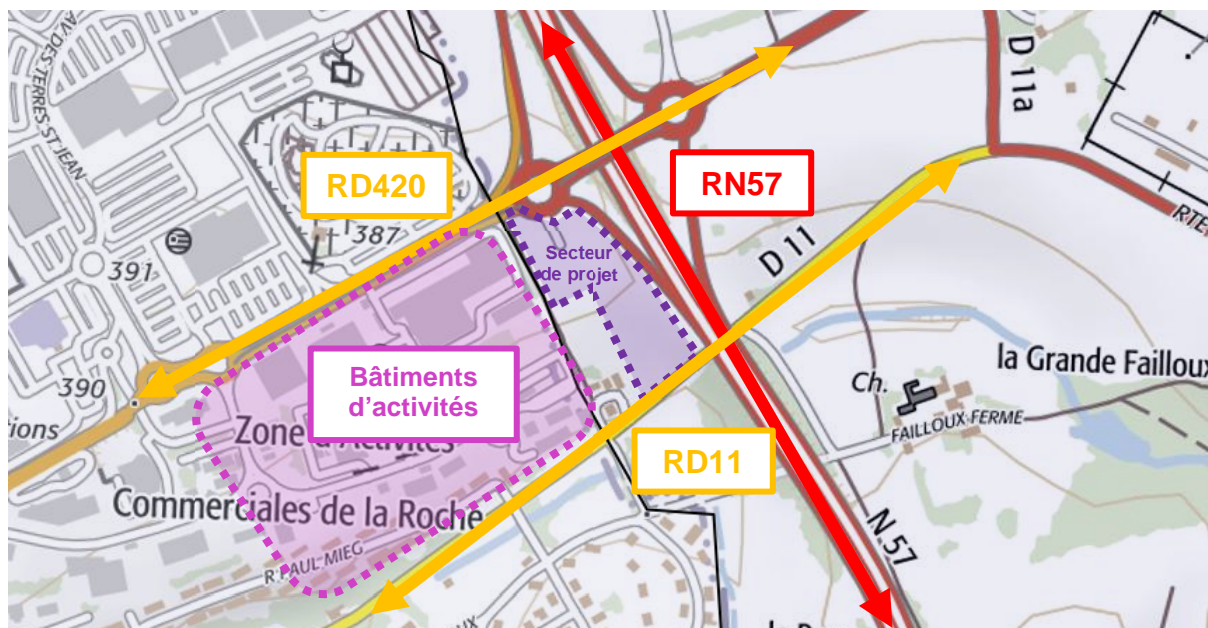 AV DES TERRES ST JEAN
D 11a
RD420
RN57
387
391
Secteur
de projet
D 11
RTE
Bâtiments
d'activités
390
la Grande Failloux
Ch.
FAILLOUX FERME
Zone d'Activités
RD11
Commerciales de la Roche
R PAUL MIEG
N 57